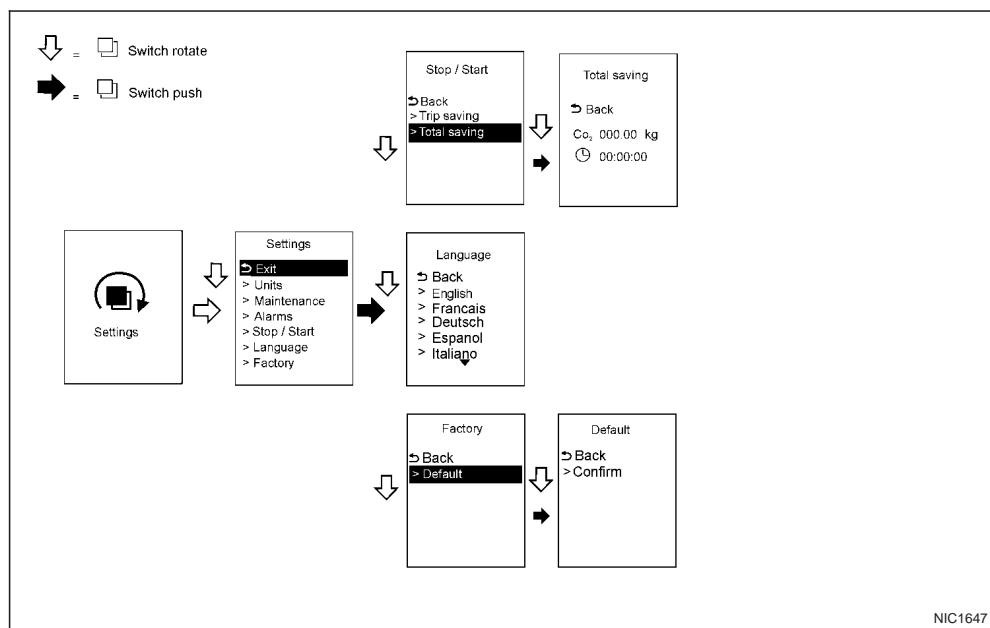 = Switch rotate
= Switch push
Stop / Start
Back
> Trip saving
> Total saving
Total saving
Back
Co₂ 000.00 kg
00:00:00
Settings
Settings
Exit
> Units
> Maintenance
> Alarms
> Stop / Start
> Language
> Factory
Language
Back
> English
> Francais
> Deutsch
> Espanol
> Italiano
Factory
Back
> Default
Default
Back
> Confirm
NIC1647